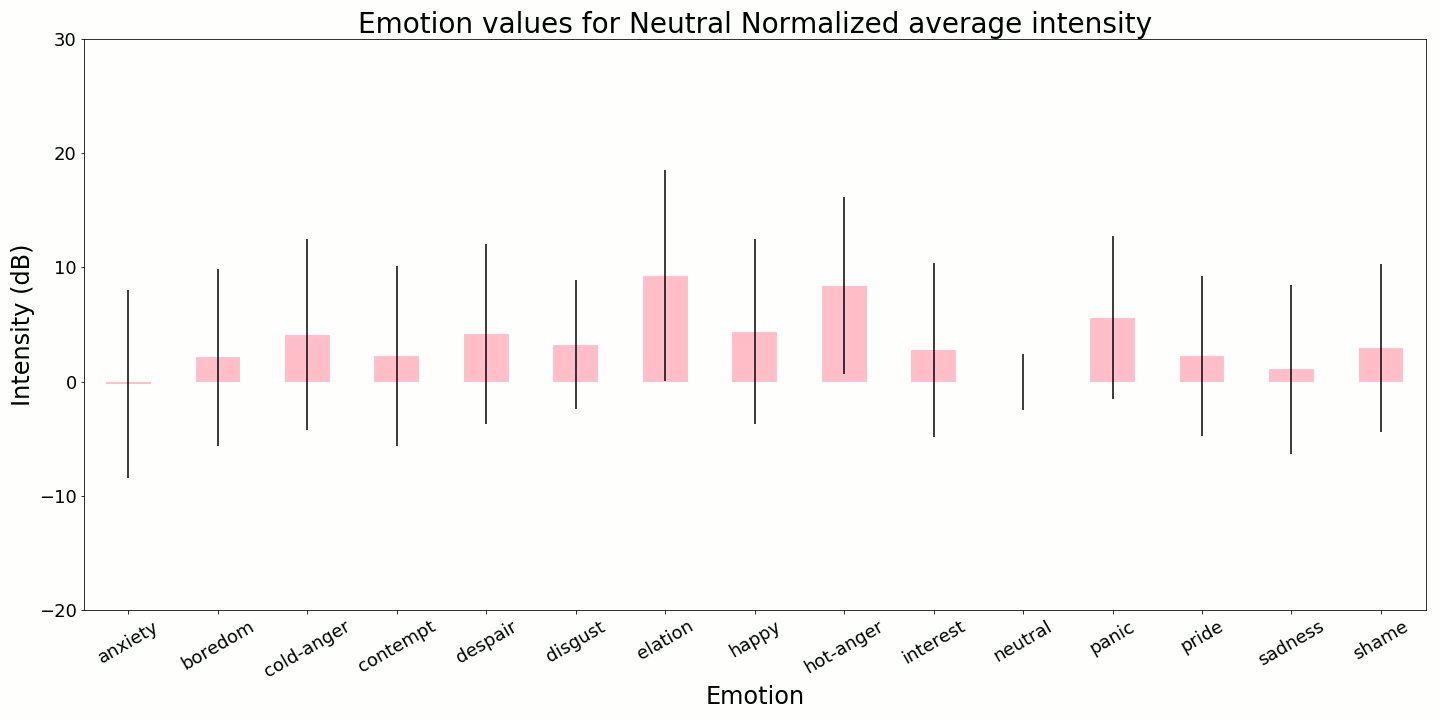 Emotion values for Neutral Normalized average intensity
30
20
10
0
−10
−20
Intensity (dB)
anxiety
boredom
cold-anger
contempt
despair
disgust
elation
happy
hot-anger
interest
neutral
panic
pride
sadness
shame
Emotion